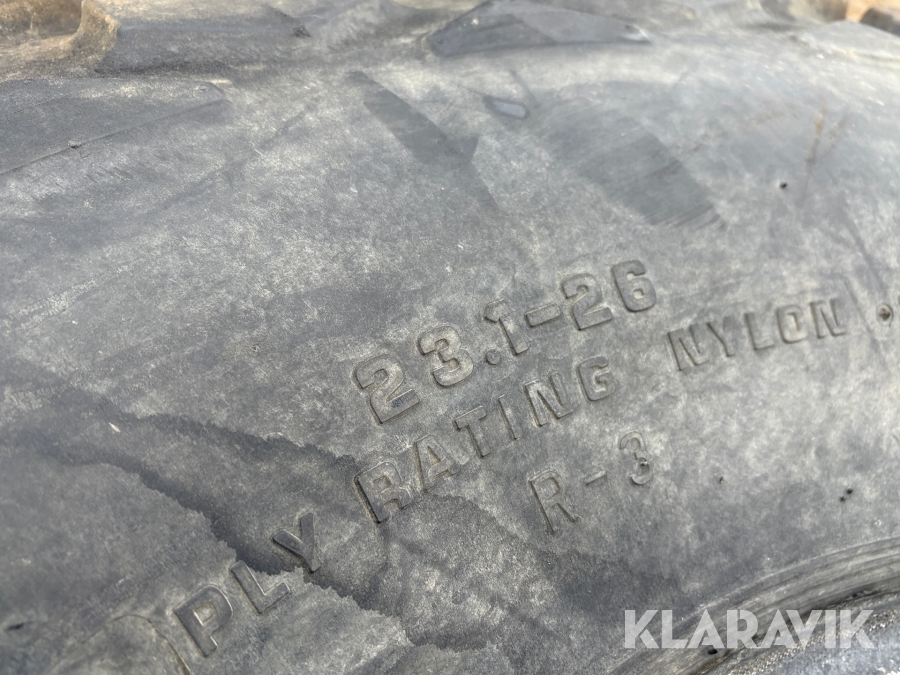 23.1-26
PLY RATING NYLON
R-3
KLARAVIK